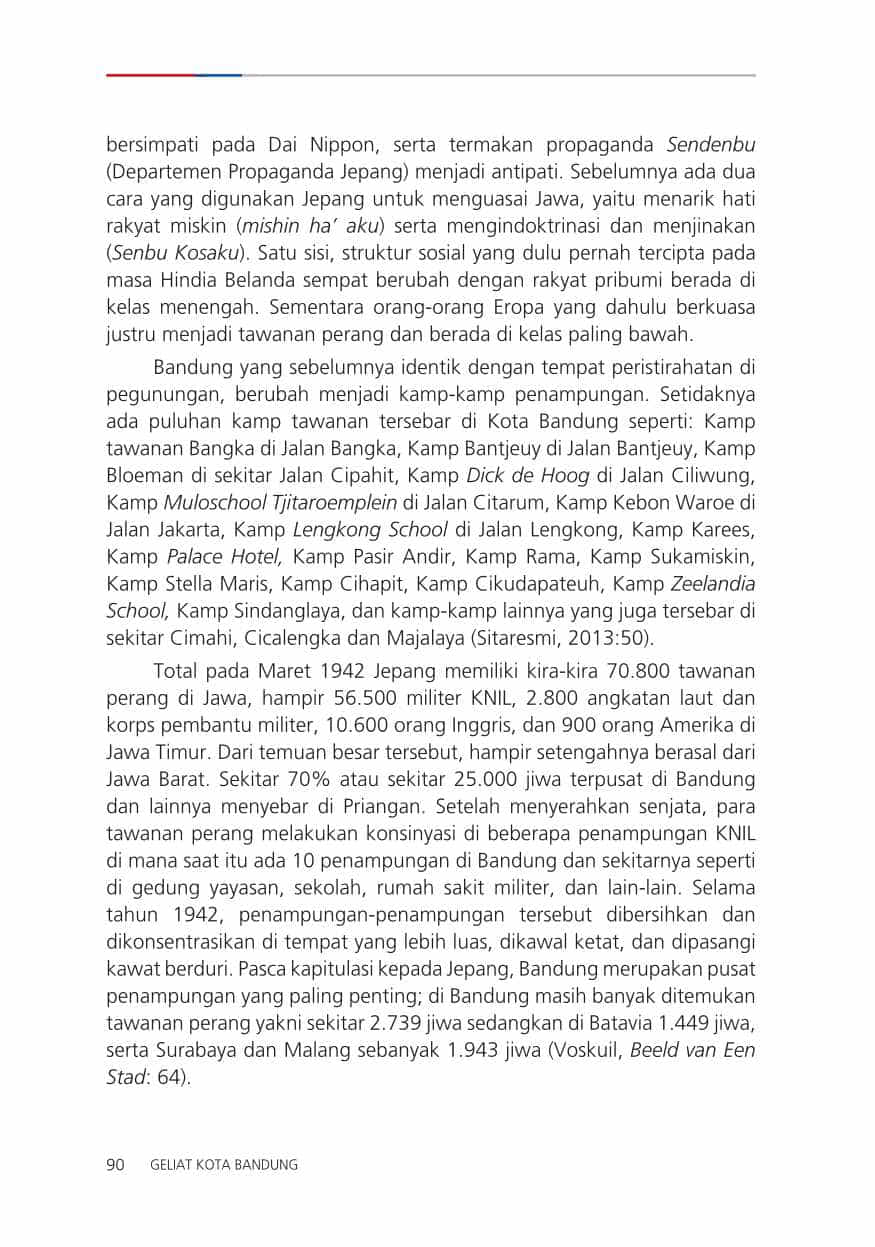 bersimpati pada Dai Nippon, serta termakan propaganda Sendenbu
(Departemen Propaganda Jepang) menjadi antipati. Sebelumnya ada dua
cara yang digunakan Jepang untuk menguasai Jawa, yaitu menarik hati
rakyat miskin (mishin ha’ aku) serta mengindoktrinasi dan menjinakan
(Senbu Kosaku). Satu sisi, struktur sosial yang dulu pernah tercipta pada
masa Hindia Belanda sempat berubah dengan rakyat pribumi berada di
kelas menengah. Sementara orang-orang Eropa yang dahulu berkuasa
justru menjadi tawanan perang dan berada di kelas paling bawah.
Bandung yang sebelumnya identik dengan tempat peristirahatan di
pegunungan, berubah menjadi kamp-kamp penampungan. Setidaknya
ada puluhan kamp tawanan tersebar di Kota Bandung seperti: Kamp
tawanan Bangka di Jalan Bangka, Kamp Bantjeuy di Jalan Bantjeuy, Kamp
Bloeman di sekitar Jalan Cipahit, Kamp Dick de Hoog di Jalan Ciliwung,
Kamp Muloschool Tjitaroemplein di Jalan Citarum, Kamp Kebon Waroe di
Jalan Jakarta, Kamp Lengkong School di Jalan Lengkong, Kamp Karees,
Kamp Palace Hotel, Kamp Pasir Andir, Kamp Rama, Kamp Sukamiskin,
Kamp Stella Maris, Kamp Cihapit, Kamp Cikudapateuh, Kamp Zeelandia
School, Kamp Sindanglaya, dan kamp-kamp lainnya yang juga tersebar di
sekitar Cimahi, Cicalengka dan Majalaya (Sitaresmi, 2013:50).
Total pada Maret 1942 Jepang memiliki kira-kira 70.800 tawanan
perang di Jawa, hampir 56.500 militer KNIL, 2.800 angkatan laut dan
korps pembantu militer, 10.600 orang Inggris, dan 900 orang Amerika di
Jawa Timur. Dari temuan besar tersebut, hampir setengahnya berasal dari
Jawa Barat. Sekitar 70% atau sekitar 25.000 jiwa terpusat di Bandung
dan lainnya menyebar di Priangan. Setelah menyerahkan senjata, para
tawanan perang melakukan konsinyasi di beberapa penampungan KNIL
di mana saat itu ada 10 penampungan di Bandung dan sekitarnya seperti
di gedung yayasan, sekolah, rumah sakit militer, dan lain-lain. Selama
tahun 1942, penampungan-penampungan tersebut dibersihkan dan
dikonsentrasikan di tempat yang lebih luas, dikawal ketat, dan dipasangi
kawat berduri. Pasca kapitulasi kepada Jepang, Bandung merupakan pusat
penampungan yang paling penting; di Bandung masih banyak ditemukan
tawanan perang yakni sekitar 2.739 jiwa sedangkan di Batavia 1.449 jiwa,
serta Surabaya dan Malang sebanyak 1.943 jiwa (Voskuil, Beeld van Een
Stad: 64).
90 GELIAT KOTA BANDUNG